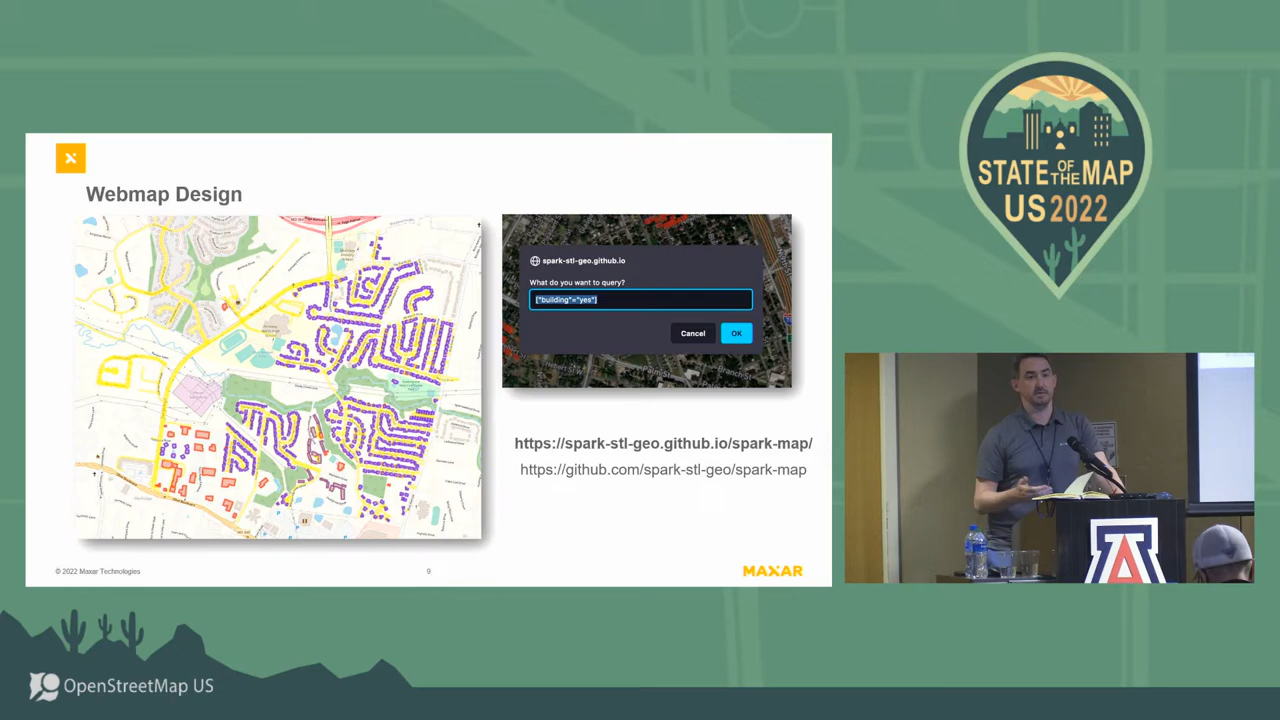 Webmap Design
spark-stl-geo.github.io
What do you want to query?
["building"="yes"]
Cancel
OK
https://spark-stl-geo.github.io/spark-map/
https://github.com/spark-stl-geo/spark-map
© 2022 Maxar Technologies
9
MAXAR
STATE OF THE MAP
US 2022
A
OpenStreetMap US